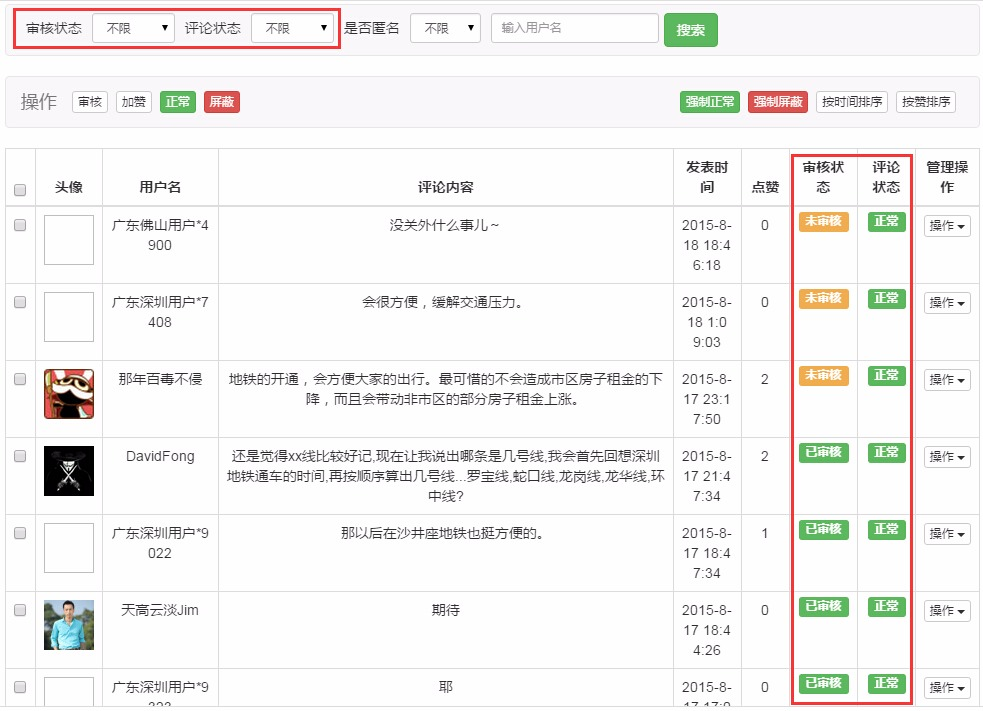 审核状态 不限 评论状态 不限 是否匿名 不限 输入用户名 搜索
操作 审核 加赞 正常 屏蔽 强制正常 强制屏蔽 按时间排序 按赞排序
头像 用户名 评论内容 发表时间 点赞 审核状态 评论状态 管理操作
广东佛山用户*4 没关外什么事儿~ 2015-8- 0 未审核 正常 操作
900 18 18:4
6:18
广东深圳用户*7 会很方便，缓解交通压力。 2015-8- 0 未审核 正常 操作
408 18 1:0
9:03
那年百毒不侵 地铁的开通，会方便大家的出行。最可惜的不会造成市区房子租金的下 2015-8- 2 未审核 正常 操作
降，而且会带动非市区的部分房子租金上涨。 17 23:1
7:50
DavidFong 还是觉得xx线比较好记,现在让我说出哪条是几号线,我会首先回想深圳 2015-8- 2 已审核 正常 操作
地铁通车的时间,再按顺序算出几号线...罗宝线,蛇口线,龙岗线,龙华线,环 17 21:4
中线? 7:34
广东深圳用户*9 那以后在沙井座地铁也挺方便的。 2015-8- 1 已审核 正常 操作
022 17 18:4
7:34
天高云淡Jim 期待 2015-8- 0 已审核 正常 操作
17 18:4
4:26
广东深圳用户*9 耶 2015-8- 0 已审核 正常 操作